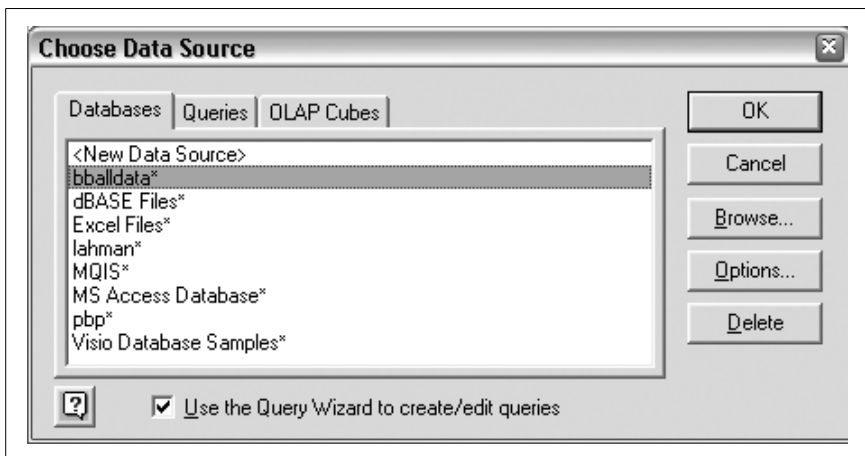 Choose Data Source
Databases Queries OLAP Cubes
<New Data Source>
bballdata*
dBASE Files*
Excel Files*
lahman*
MQIS*
MS Access Database*
pbp*
Visio Database Samples*
OK
Cancel
Browse...
Options...
Delete
Use the Query Wizard to create/edit queries